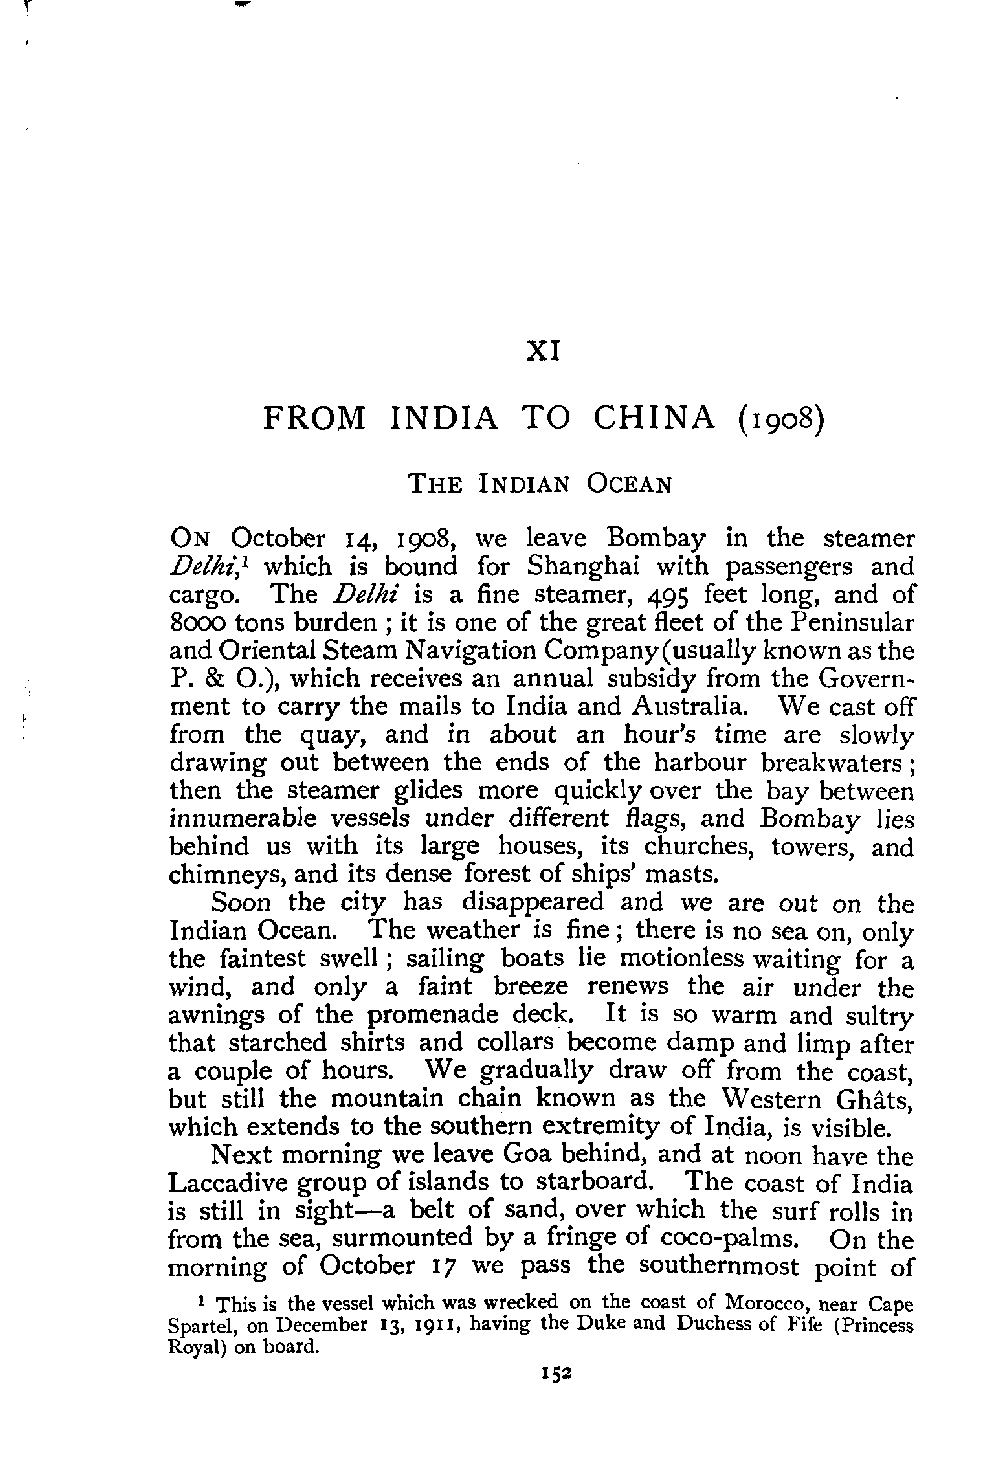 XI
FROM INDIA TO CHINA (1908)
THE INDIAN OCEAN
ON October 14, 1908, we leave Bombay in the steamer
Delhi,¹ which is bound for Shanghai with passengers and
cargo. The Delhi is a fine steamer, 495 feet long, and of
8000 tons burden ; it is one of the great fleet of the Peninsular
and Oriental Steam Navigation Company (usually known as the
P. & O.), which receives an annual subsidy from the Govern-
ment to carry the mails to India and Australia. We cast off
from the quay, and in about an hour's time are slowly
drawing out between the ends of the harbour breakwaters ;
then the steamer glides more quickly over the bay between
innumerable vessels under different flags, and Bombay lies
behind us with its large houses, its churches, towers, and
chimneys, and its dense forest of ships' masts.
Soon the city has disappeared and we are out on the
Indian Ocean. The weather is fine ; there is no sea on, only
the faintest swell ; sailing boats lie motionless waiting for a
wind, and only a faint breeze renews the air under the
awnings of the promenade deck. It is so warm and sultry
that starched shirts and collars become damp and limp after
a couple of hours. We gradually draw off from the coast,
but still the mountain chain known as the Western Ghâts,
which extends to the southern extremity of India, is visible.
Next morning we leave Goa behind, and at noon have the
Laccadive group of islands to starboard. The coast of India
is still in sight—a belt of sand, over which the surf rolls in
from the sea, surmounted by a fringe of coco-palms. On the
morning of October 17 we pass the southernmost point of
¹ This is the vessel which was wrecked on the coast of Morocco, near Cape
Spartel, on December 13, 1911, having the Duke and Duchess of Fife (Princess
Royal) on board.
152